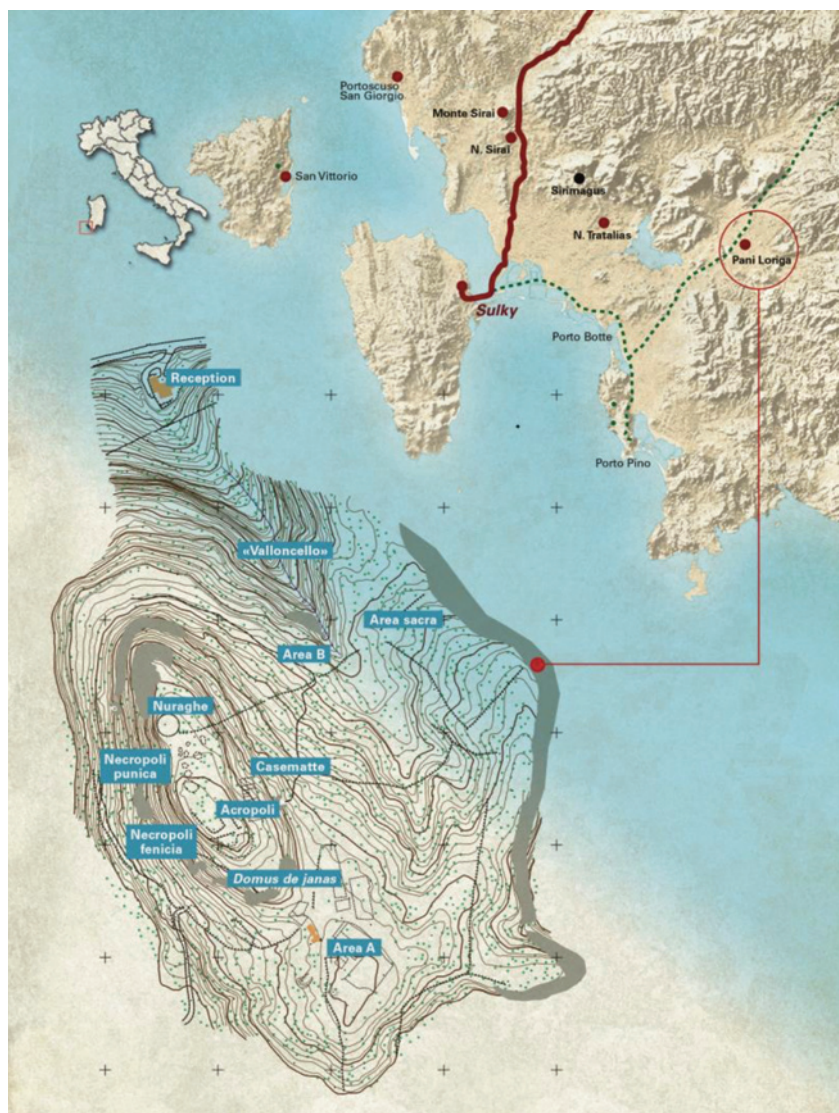 Portoscuso
San Giorgio
Monte Sirai
N. Sirai
San Vittorio
Sirimagus
N. Tratalias
Pani Loriga
Sulky
Porto Botte
Reception
Porto Pino
«Valloncello»
Area sacra
Area B
Nuraghe
Necropoli
punica
Casematte
Acropoli
Necropoli
fenicia
Domus de janas
Area A